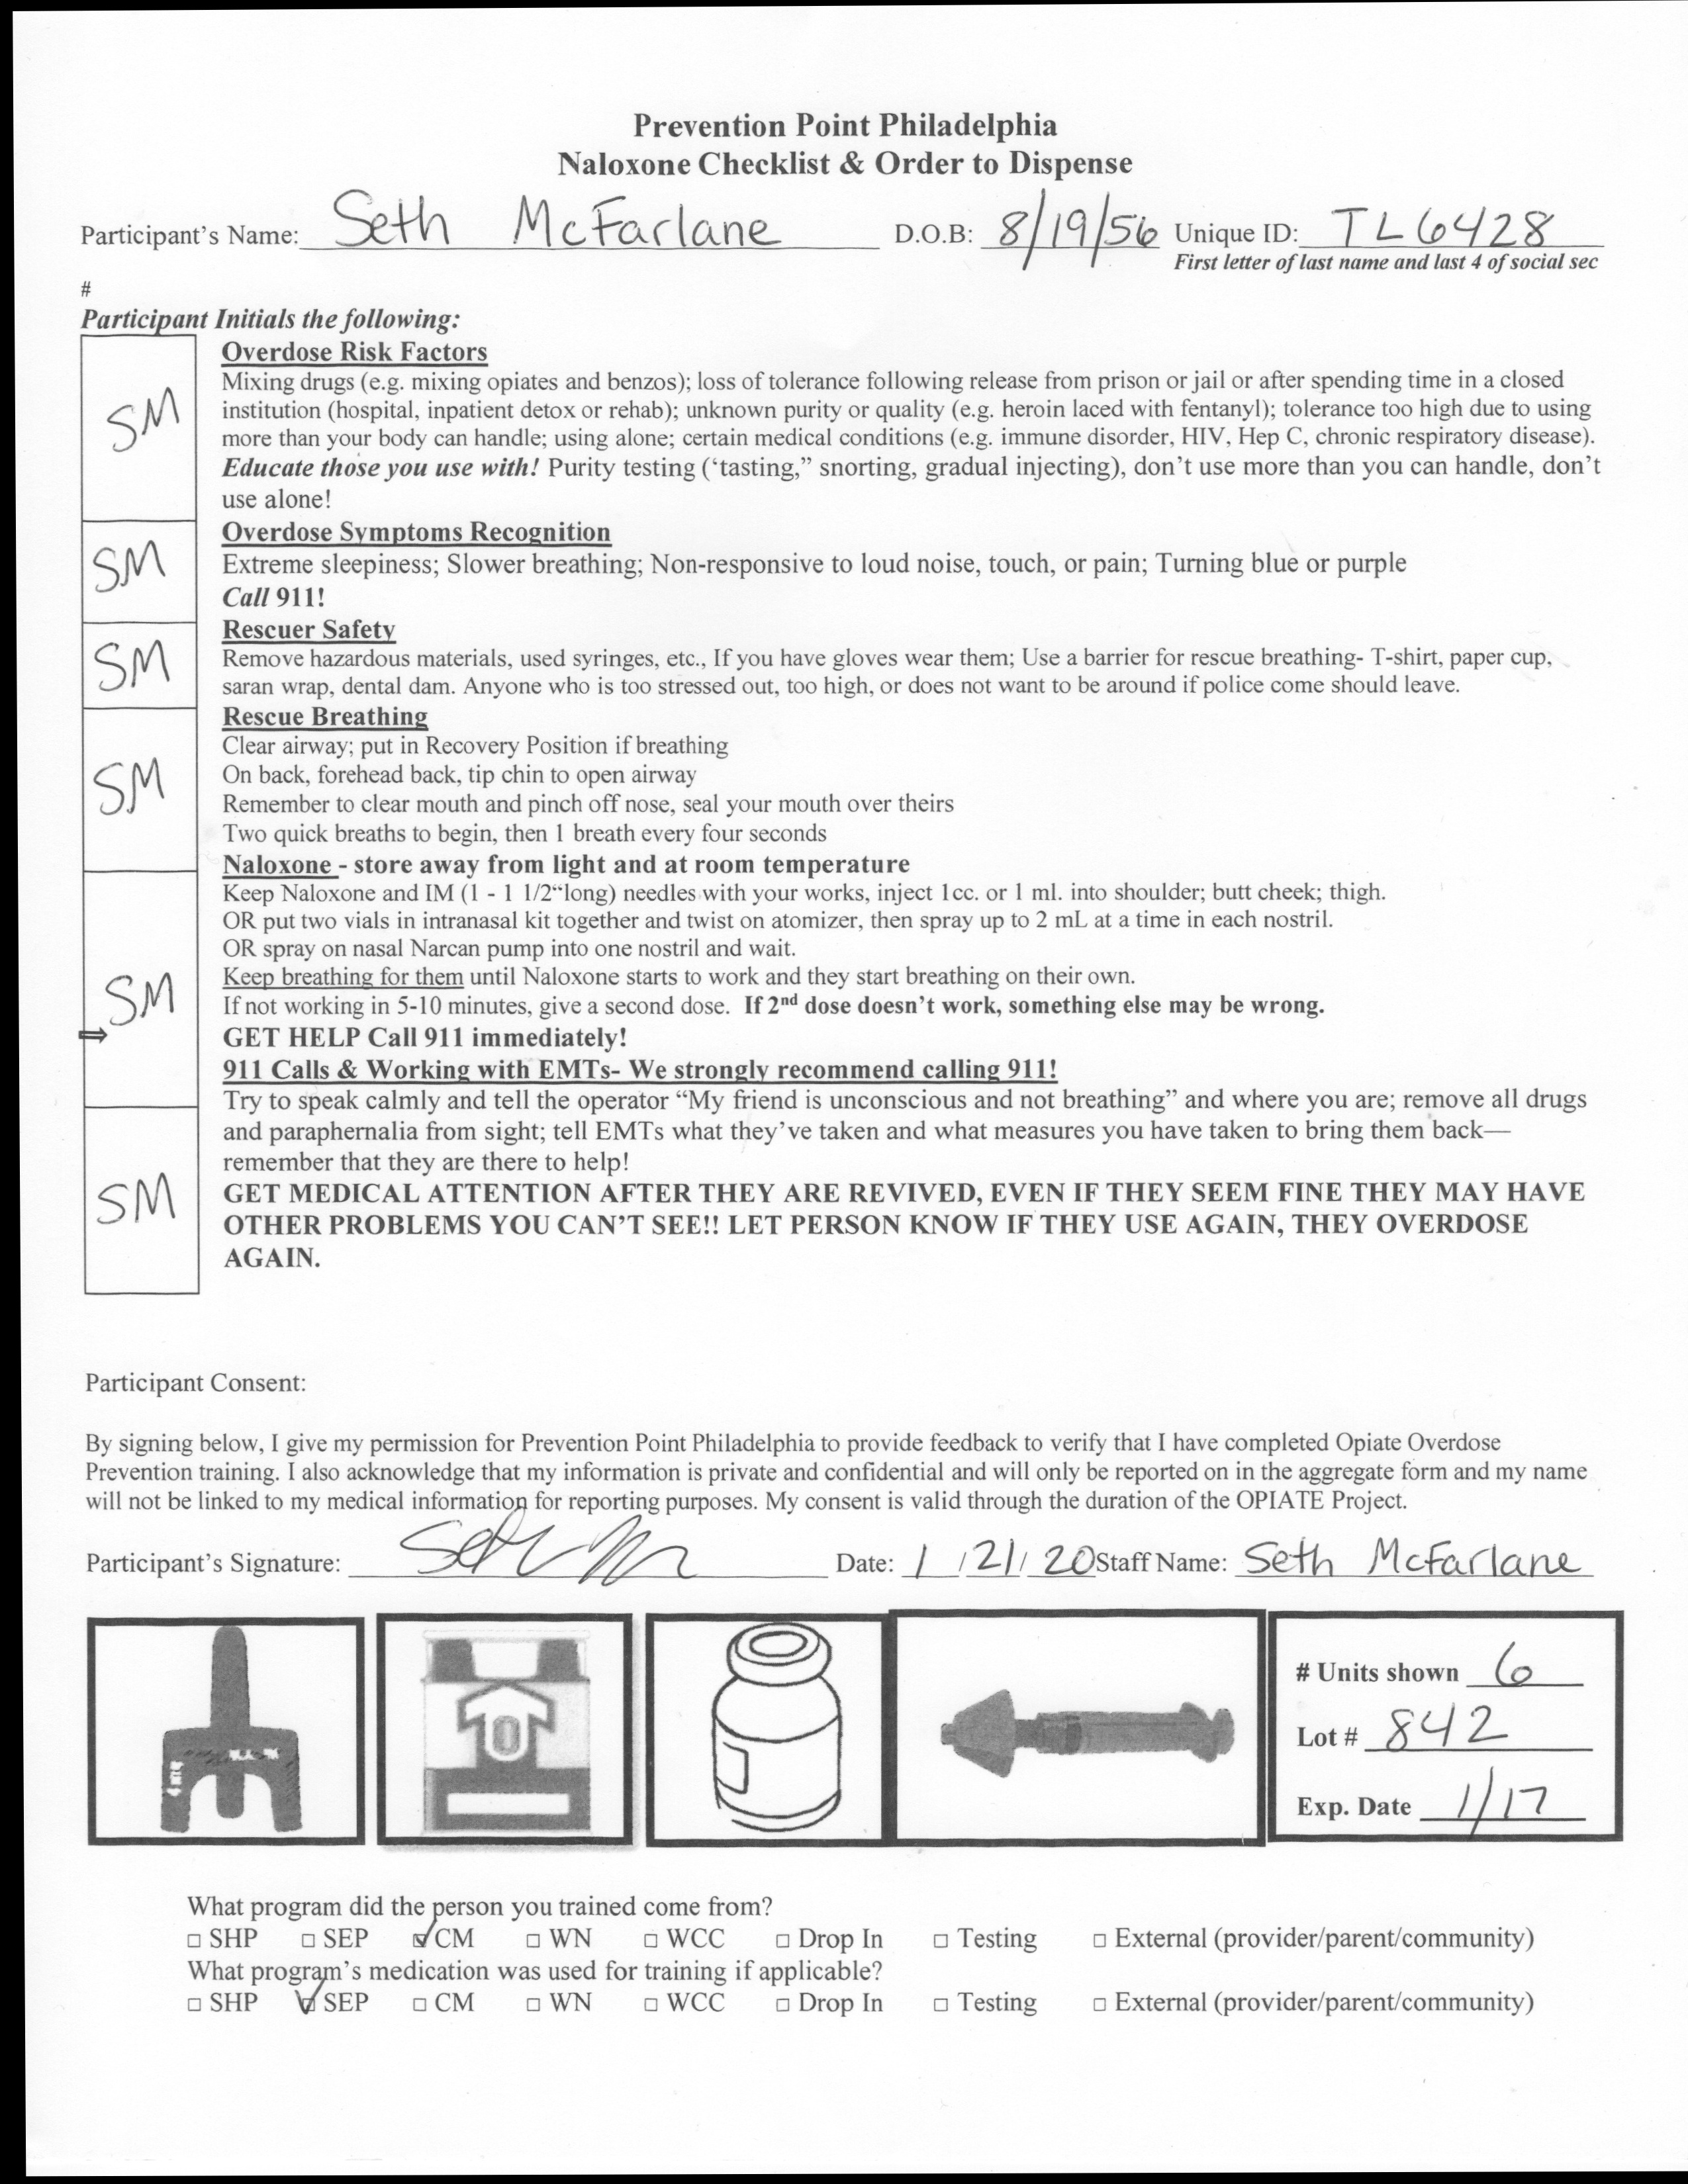 Prevention Point Philadelphia
Naloxone Checklist & Order to Dispense
Participant's Name: Seth McFarlane D.O.B: 8/19/56 Unique ID: TL6428
First letter of last name and last 4 of social sec
#
Participant Initials the following:
Overdose Risk Factors
Mixing drugs (e.g. mixing opiates and benzos); loss of tolerance following release from prison or jail or after spending time in a closed
SM institution (hospital, inpatient detox or rehab); unknown purity or quality (e.g. heroin laced with fentanyl); tolerance too high due to using
more than your body can handle; using alone; certain medical conditions (e.g. immune disorder, HIV, Hep C, chronic respiratory disease).
Educate those you use with! Purity testing (‘tasting,” snorting, gradual injecting), don't use more than you can handle, don't
use alone!
Overdose Symptoms Recognition
SM Extreme sleepiness; Slower breathing; Non-responsive to loud noise, touch, or pain; Turning blue or purple
Call 911!
Rescuer Safety
SM Remove hazardous materials, used syringes, etc., If you have gloves wear them; Use a barrier for rescue breathing- T-shirt, paper cup,
saran wrap, dental dam. Anyone who is too stressed out, too high, or does not want to be around if police come should leave.
Rescue Breathing
Clear airway; put in Recovery Position if breathing
SM On back, forehead back, tip chin to open airway
Remember to clear mouth and pinch off nose, seal your mouth over theirs
Two quick breaths to begin, then 1 breath every four seconds
Naloxone - store away from light and at room temperature
Keep Naloxone and IM (1 - 1 1/2“long) needles with your works, inject 1cc. or 1 ml. into shoulder; butt cheek; thigh.
OR put two vials in intranasal kit together and twist on atomizer, then spray up to 2 mL at a time in each nostril.
OR spray on nasal Narcan pump into one nostril and wait.
Keep breathing for them until Naloxone starts to work and they start breathing on their own.
SM If not working in 5-10 minutes, give a second dose. If 2nd dose doesn't work, something else may be wrong.
⇒ GET HELP Call 911 immediately!
911 Calls & Working with EMTs- We strongly recommend calling 911!
Try to speak calmly and tell the operator “My friend is unconscious and not breathing” and where you are; remove all drugs
and paraphernalia from sight; tell EMTs what they've taken and what measures you have taken to bring them back—
remember that they are there to help!
SM GET MEDICAL ATTENTION AFTER THEY ARE REVIVED, EVEN IF THEY SEEM FINE THEY MAY HAVE
OTHER PROBLEMS YOU CAN'T SEE!! LET PERSON KNOW IF THEY USE AGAIN, THEY OVERDOSE
AGAIN.
Participant Consent:
By signing below, I give my permission for Prevention Point Philadelphia to provide feedback to verify that I have completed Opiate Overdose
Prevention training. I also acknowledge that my information is private and confidential and will only be reported on in the aggregate form and my name
will not be linked to my medical information for reporting purposes. My consent is valid through the duration of the OPIATE Project.
Participant's Signature: Date: 1/21/20 Staff Name: Seth McFarlane
# Units shown 6
Lot # 842
Exp. Date 1/17
What program did the person you trained come from?
□ SHP □ SEP ☑ CM □ WN □ WCC □ Drop In □ Testing □ External (provider/parent/community)
What program's medication was used for training if applicable?
□ SHP ☑ SEP □ CM □ WN □ WCC □ Drop In □ Testing □ External (provider/parent/community)